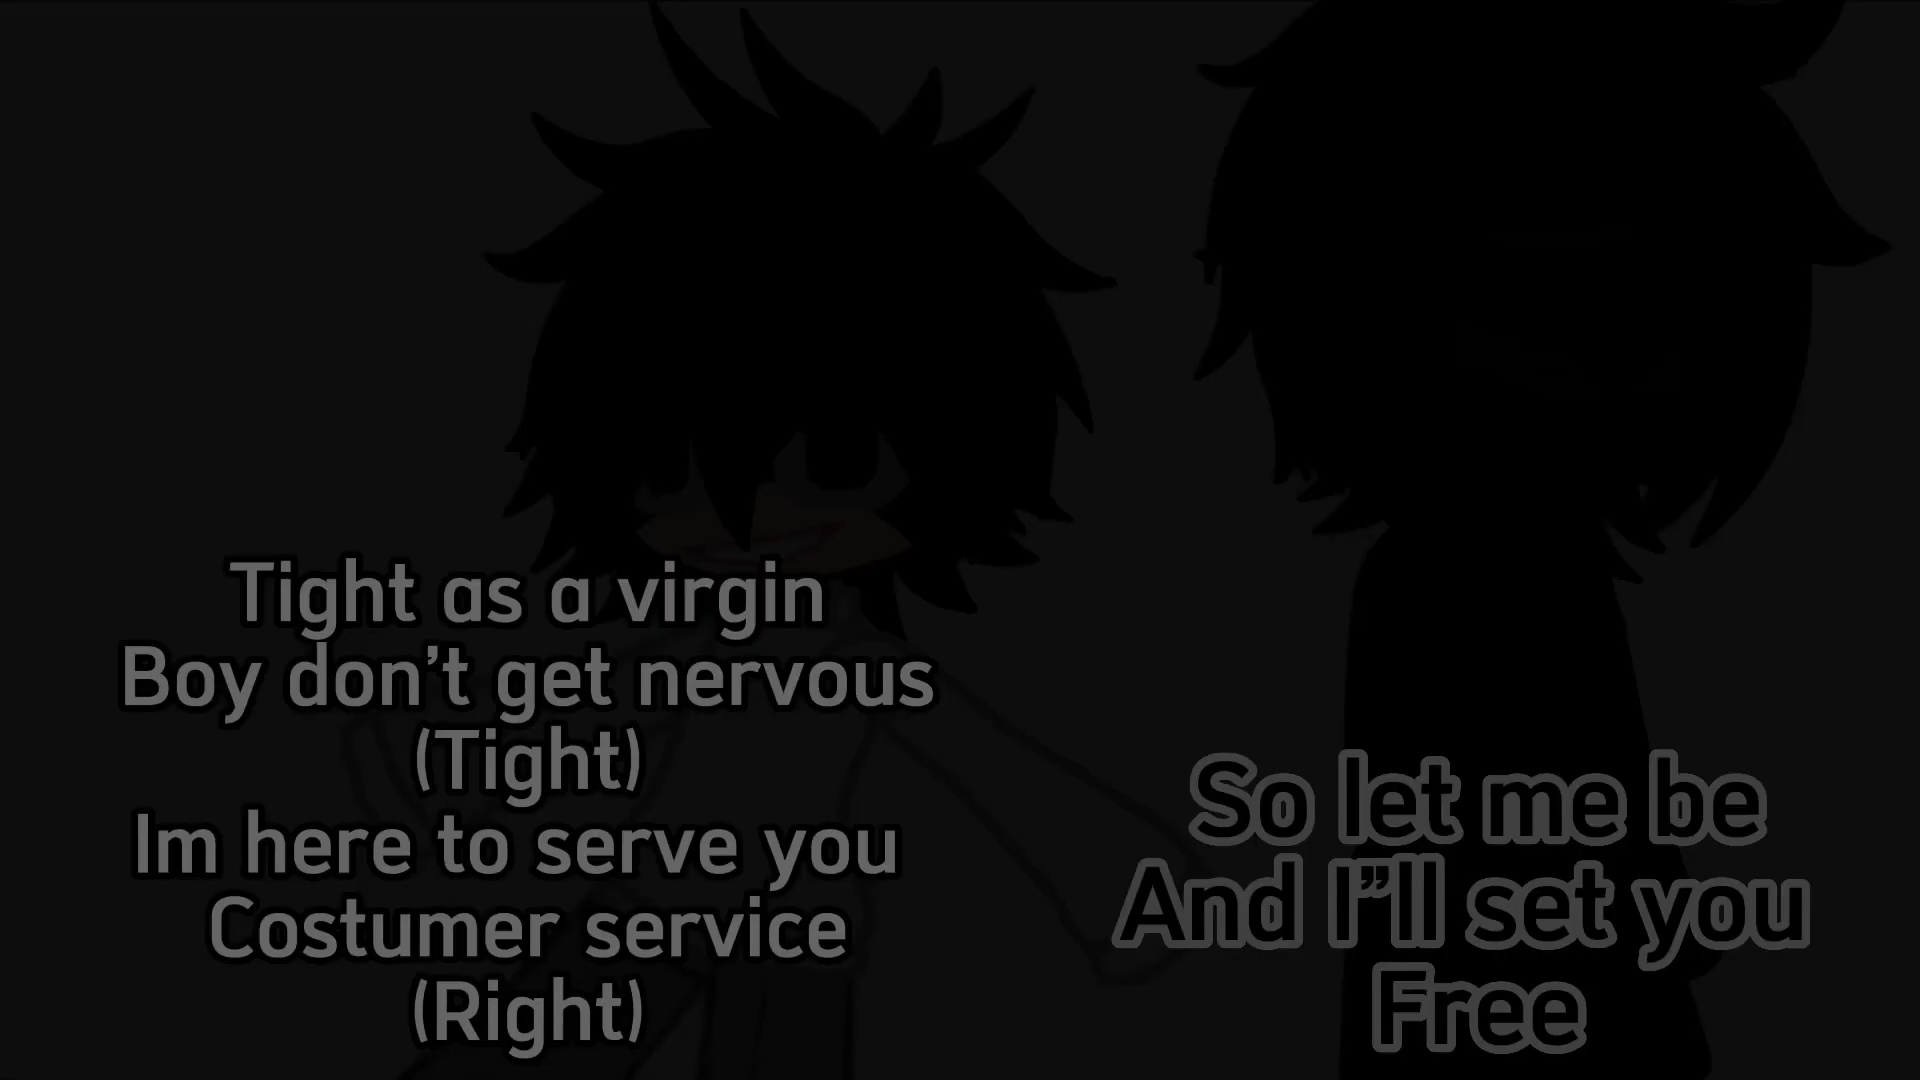 Tight as a virgin
Boy don’t get nervous
(Tight)
Im here to serve you
Costumer service
(Right)
So let me be
And I’’ll set you
Free